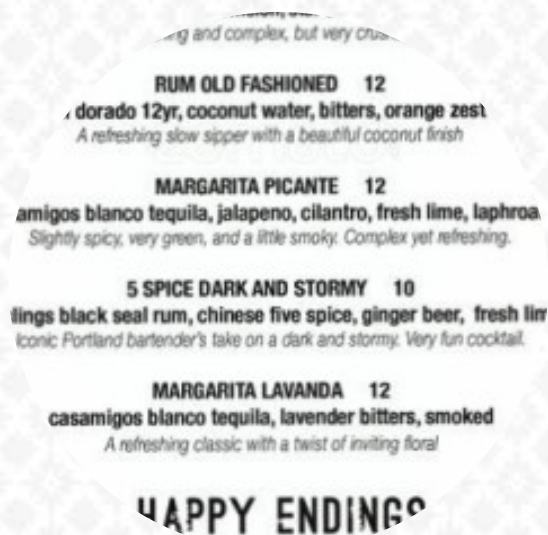 and complex, but very
RUM OLD FASHIONED 12
dorado 12yr, coconut water, bitters, orange zest
A refreshing slow sipper with a beautiful coconut finish
MARGARITA PICANTE 12
amigos blanco tequila, jalapeno, cilantro, fresh lime, laphroa
Slightly spicy, very green, and a little smoky. Complex yet refreshing.
5 SPICE DARK AND STORMY 10
lings black seal rum, chinese five spice, ginger beer, fresh lim
Iconic Portland bartender's take on a dark and stormy. Very fun cocktail.
MARGARITA LAVANDA 12
casamigos blanco tequila, lavender bitters, smoked
A refreshing classic with a twist of inviting floral
HAPPY ENDINGS